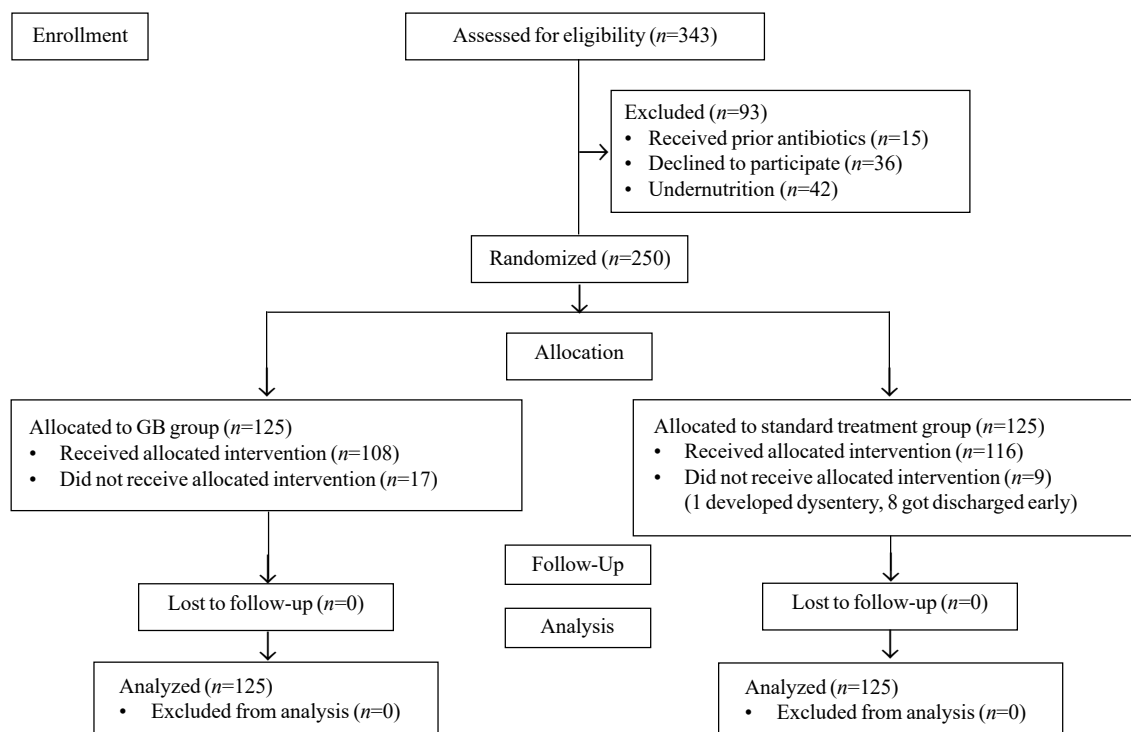 Enrollment
Assessed for eligibility (n=343)
Excluded (n=93)
• Received prior antibiotics (n=15)
• Declined to participate (n=36)
• Undernutrition (n=42)
Randomized (n=250)
Allocation
Allocated to GB group (n=125)
• Received allocated intervention (n=108)
• Did not receive allocated intervention (n=17)
Allocated to standard treatment group (n=125)
• Received allocated intervention (n=116)
• Did not receive allocated intervention (n=9)
(1 developed dysentery, 8 got discharged early)
Follow-Up
Lost to follow-up (n=0)
Lost to follow-up (n=0)
Analysis
Analyzed (n=125)
• Excluded from analysis (n=0)
Analyzed (n=125)
• Excluded from analysis (n=0)